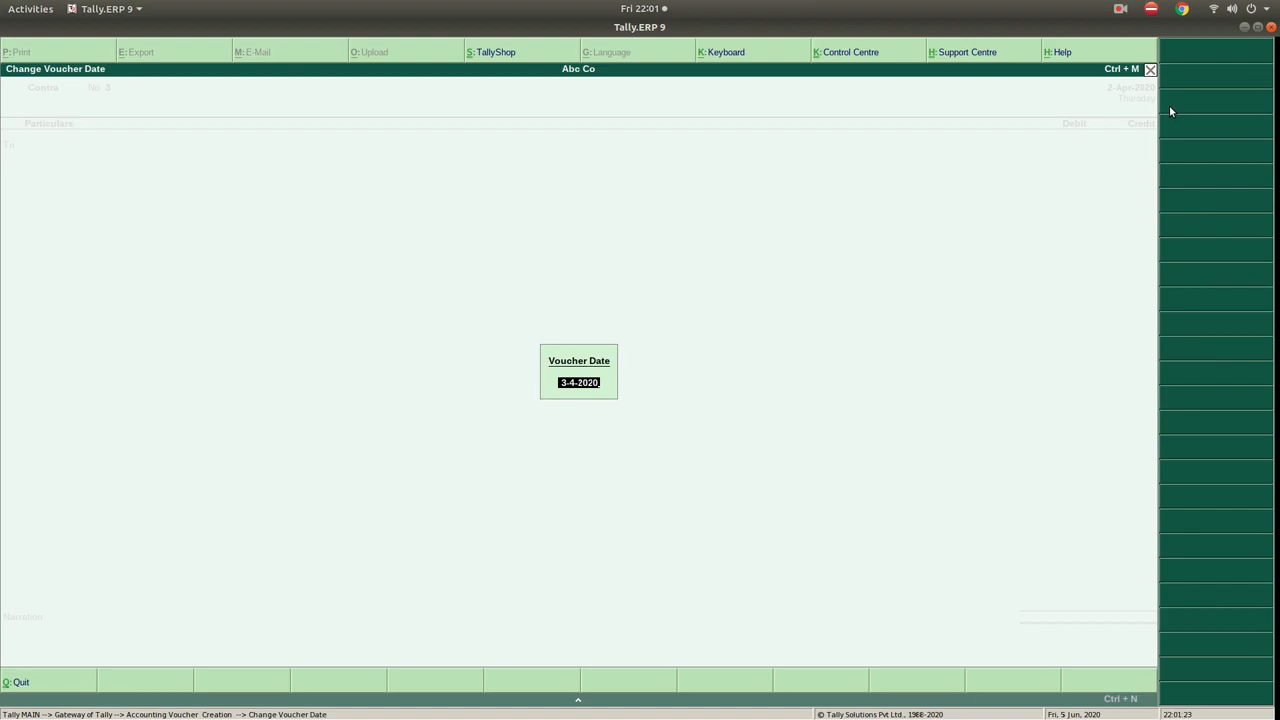 Activities Tally.ERP 9 Fri 22:01
Tally.ERP 9
P: Print E: Export M: E-Mail O: Upload S: TallyShop G: Language K: Keyboard K: Control Centre H: Support Centre H: Help
Change Voucher Date Abc Co Ctrl + M
Contra No. 3 2-Apr-2020
Thursday
Particulars Debit Credit
To
Voucher Date
3-4-2020
Narration
Q: Quit
Ctrl + N
Tally MAIN --> Gateway of Tally --> Accounting Voucher Creation --> Change Voucher Date © Tally Solutions Pvt Ltd., 1988-2020 Fri, 5 Jun, 2020 22:01:23